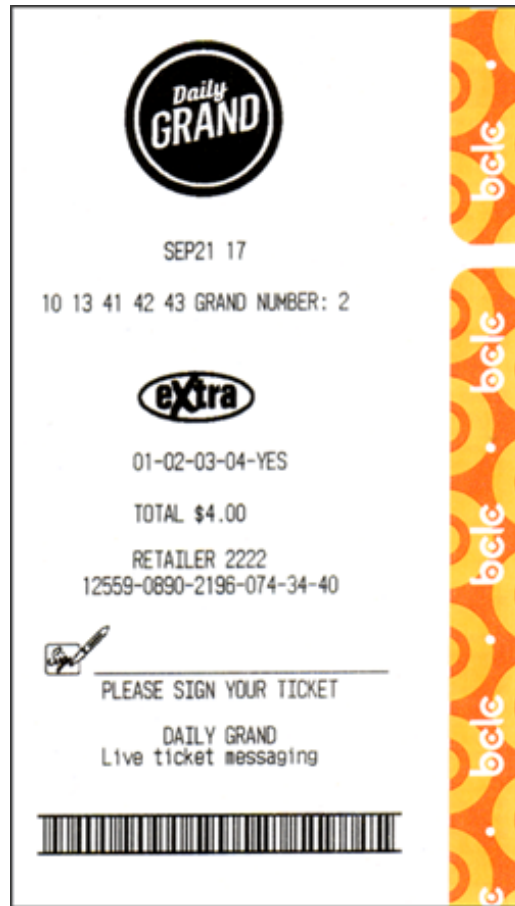 Daily
GRAND
SEP21 17
10 13 41 42 43 GRAND NUMBER: 2
eXtra
01-02-03-04-YES
TOTAL $4.00
RETAILER 2222
12559-0890-2196-074-34-40
Sign
PLEASE SIGN YOUR TICKET
DAILY GRAND
Live ticket messaging
bclc
bclc
bclc
bclc
c